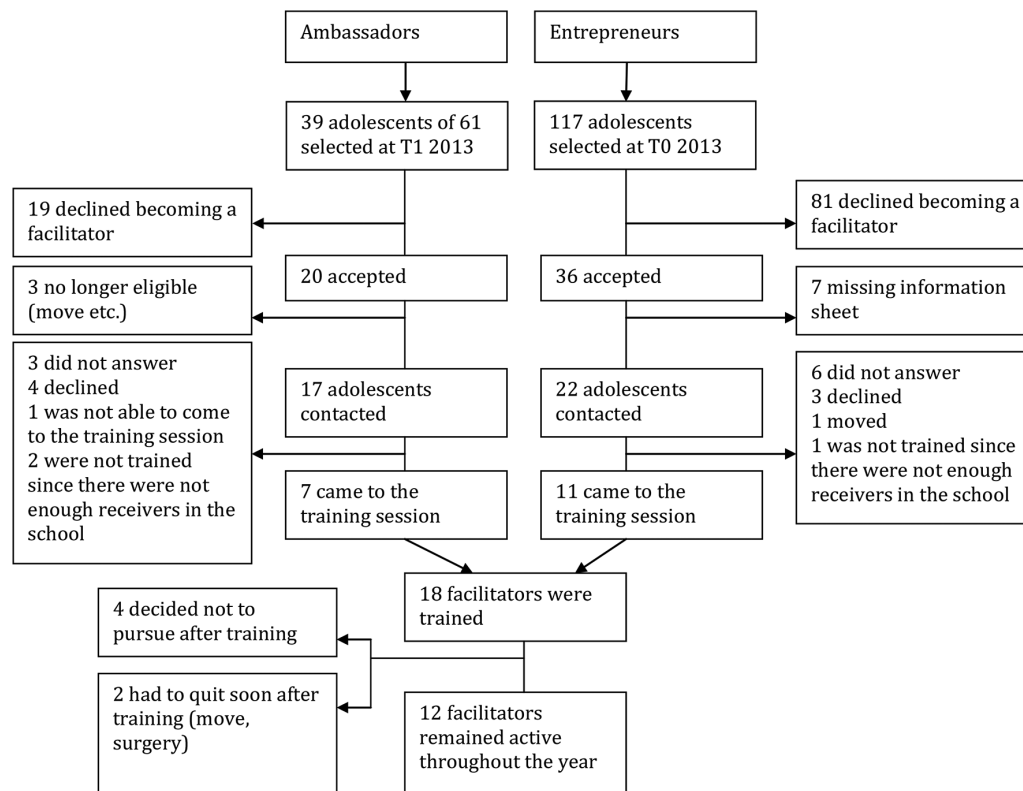 Ambassadors
Entrepreneurs
39 adolescents of 61
selected at T1 2013
117 adolescents
selected at T0 2013
19 declined becoming a
facilitator
81 declined becoming a
facilitator
20 accepted
36 accepted
3 no longer eligible
(move etc.)
7 missing information
sheet
3 did not answer
4 declined
1 was not able to come
to the training session
2 were not trained
since there were not
enough receivers in the
school
17 adolescents
contacted
22 adolescents
contacted
6 did not answer
3 declined
1 moved
1 was not trained since
there were not enough
receivers in the school
7 came to the
training session
11 came to the
training session
18 facilitators were
trained
4 decided not to
pursue after training
2 had to quit soon after
training (move,
surgery)
12 facilitators
remained active
throughout the year